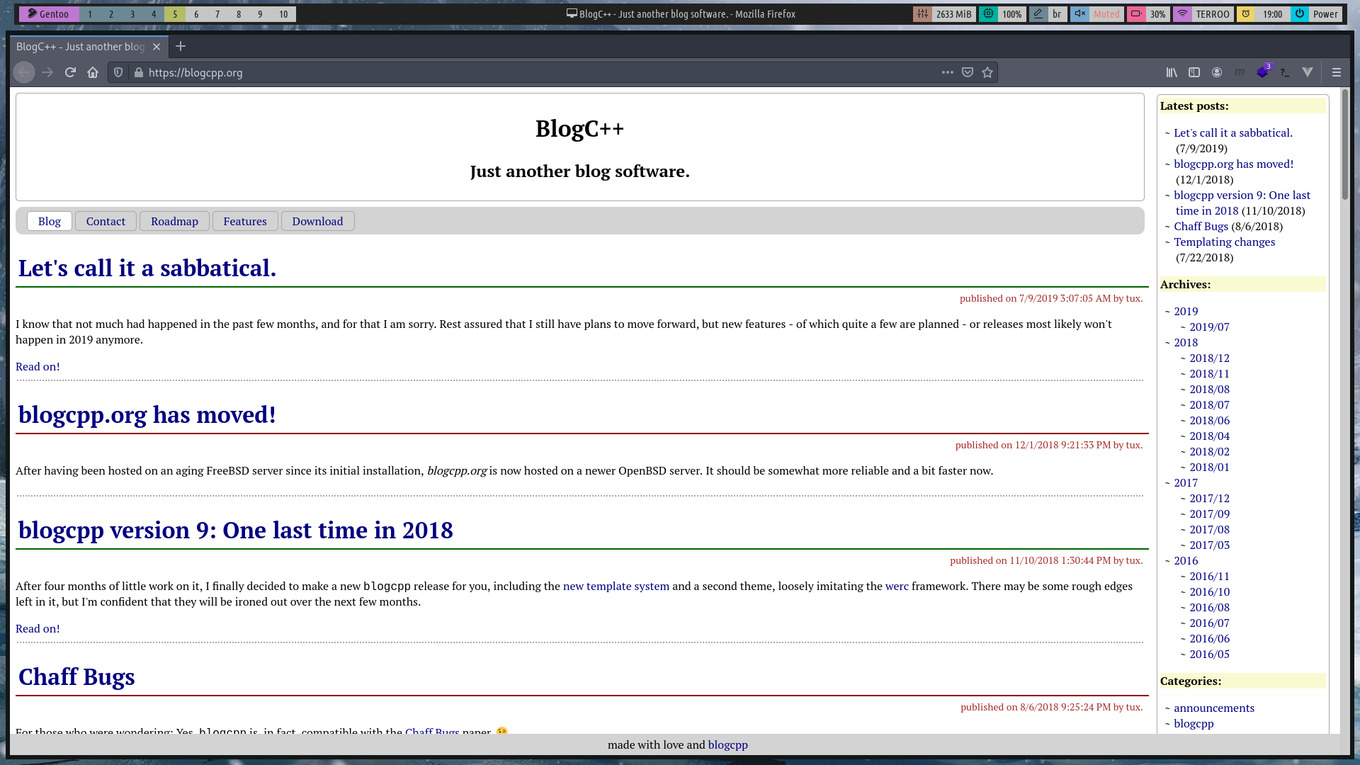 Gentoo 1 2 3 4 5 6 7 8 9 10
BlogC++ - Just another blog software. - Mozilla Firefox
2633 MiB 100% br Muted 30% TERROO 19:00 Power
BlogC++ - Just another blog
https://blogcpp.org
3
BlogC++
Just another blog software.
Blog Contact Roadmap Features Download
Let's call it a sabbatical.
published on 7/9/2019 3:07:05 AM by tux.
I know that not much had happened in the past few months, and for that I am sorry. Rest assured that I still have plans to move forward, but new features - of which quite a few are planned - or releases most likely won't
happen in 2019 anymore.
Read on!
blogcpp.org has moved!
published on 12/1/2018 9:21:33 PM by tux.
After having been hosted on an aging FreeBSD server since its initial installation, blogcpp.org is now hosted on a newer OpenBSD server. It should be somewhat more reliable and a bit faster now.
blogcpp version 9: One last time in 2018
published on 11/10/2018 1:30:44 PM by tux.
After four months of little work on it, I finally decided to make a new blogcpp release for you, including the new template system and a second theme, loosely imitating the werc framework. There may be some rough edges
left in it, but I'm confident that they will be ironed out over the next few months.
Read on!
Chaff Bugs
published on 8/6/2018 9:25:24 PM by tux.
For those who were wondering: Yes, blogcpp is, in fact, compatible with the Chaff Bugs paper. 😉
Latest posts:
~ Let's call it a sabbatical.
(7/9/2019)
~ blogcpp.org has moved!
(12/1/2018)
~ blogcpp version 9: One last
time in 2018 (11/10/2018)
~ Chaff Bugs (8/6/2018)
~ Templating changes
(7/22/2018)
Archives:
~ 2019
~ 2019/07
~ 2018
~ 2018/12
~ 2018/11
~ 2018/08
~ 2018/07
~ 2018/06
~ 2018/04
~ 2018/02
~ 2018/01
~ 2017
~ 2017/12
~ 2017/09
~ 2017/08
~ 2017/03
~ 2016
~ 2016/11
~ 2016/10
~ 2016/08
~ 2016/07
~ 2016/06
~ 2016/05
Categories:
~ announcements
~ blogcpp
made with love and blogcpp